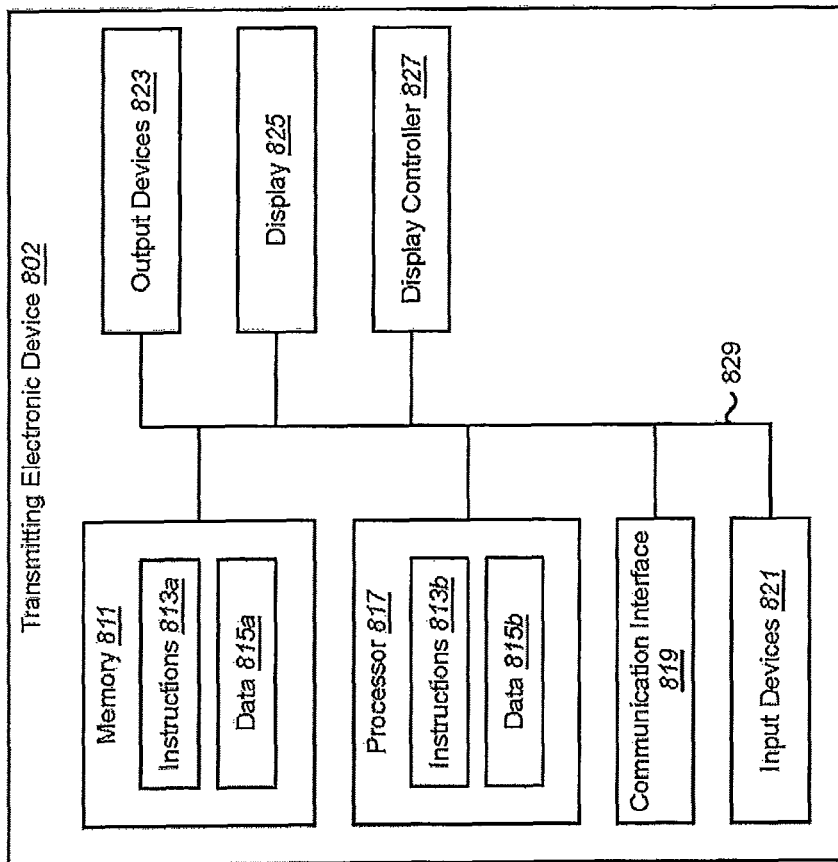 Transmitting Electronic Device 802
Memory 811
Instructions 813a
Data 815a
Processor 817
Instructions 813b
Data 815b
Communication Interface
819
Input Devices 821
Output Devices 823
Display 825
Display Controller 827
829